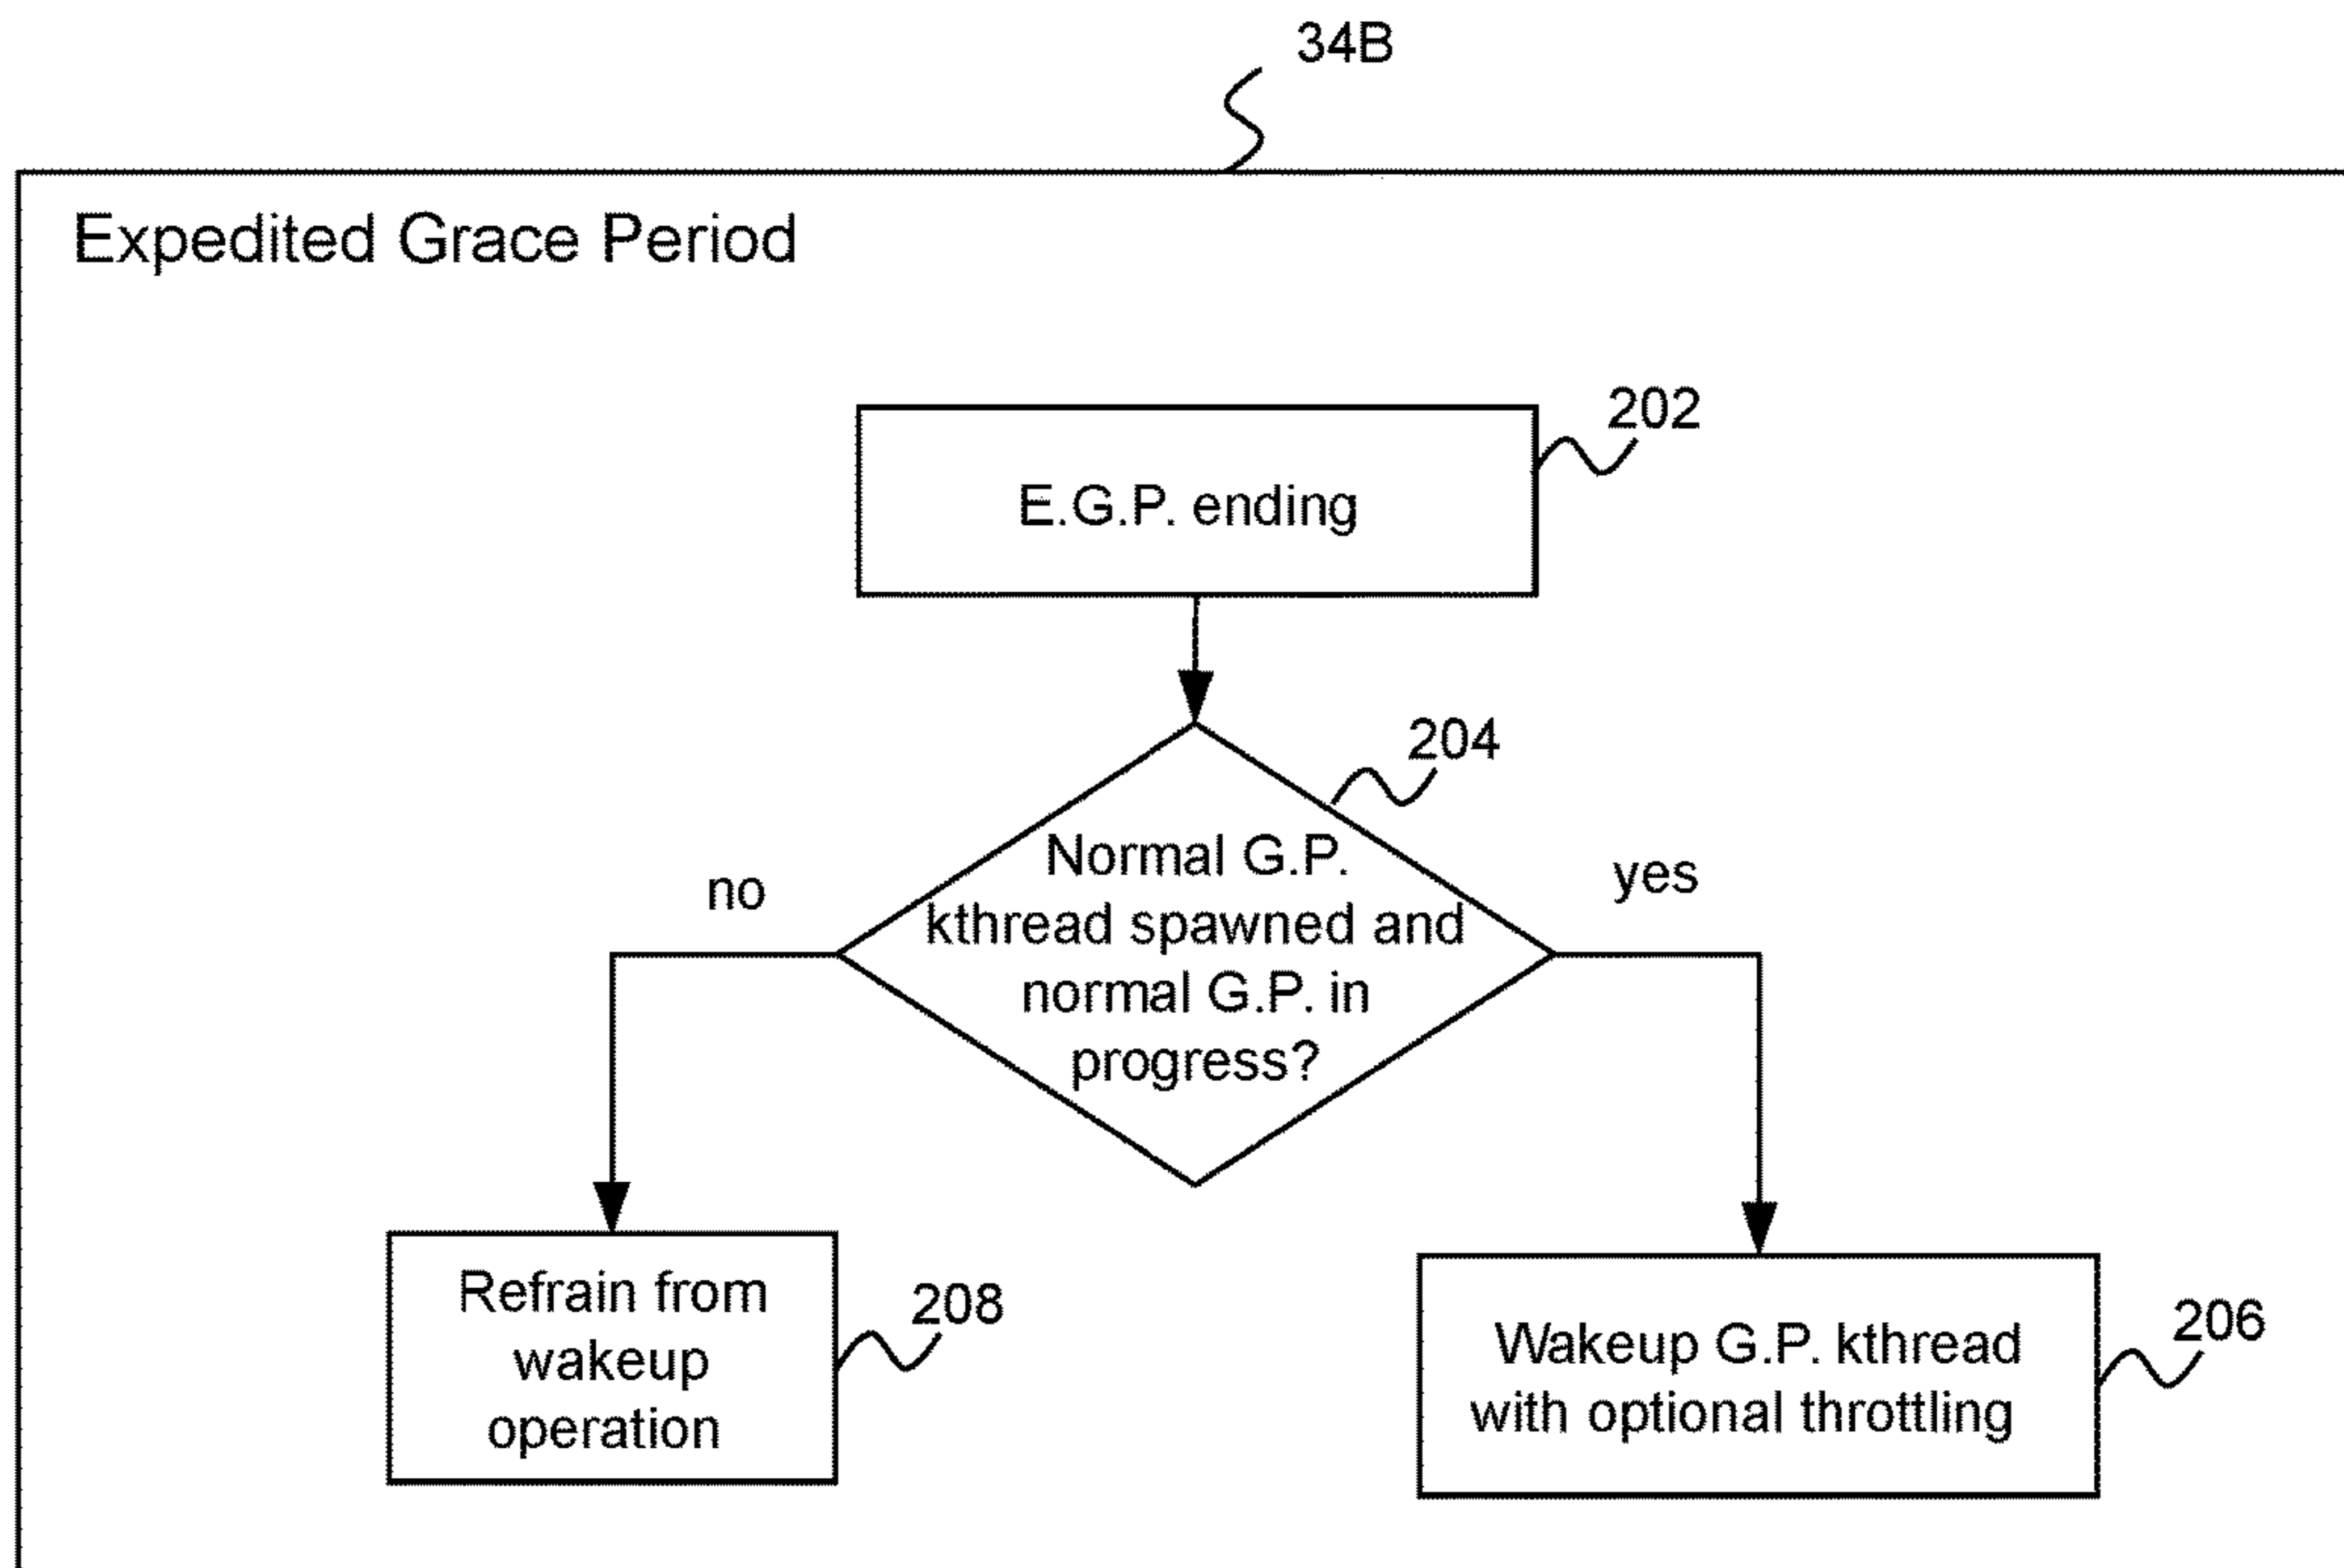 34B
Expedited Grace Period
202
E.G.P. ending
204
Normal G.P.
kthread spawned and
normal G.P. in
progress?
no
yes
Refrain from
wakeup
operation
208
Wakeup G.P. kthread
with optional throttling
206